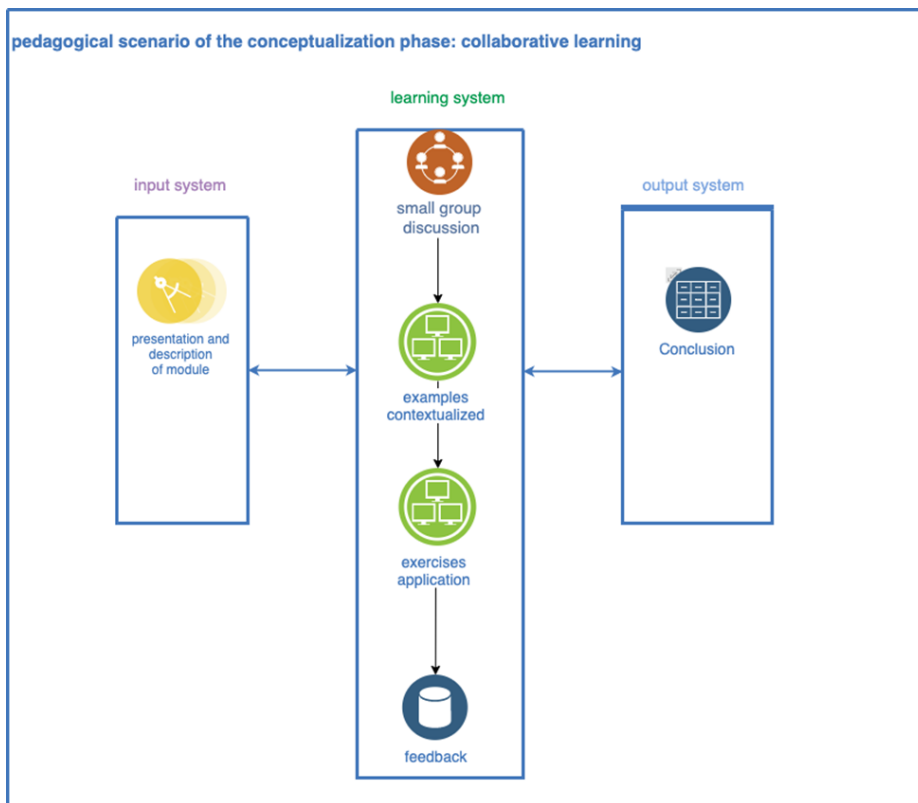 pedagogical scenario of the conceptualization phase: collaborative learning
learning system
input system
output system
small group
discussion
presentation and
description
of module
Conclusion
examples
contextualized
exercises
application
feedback